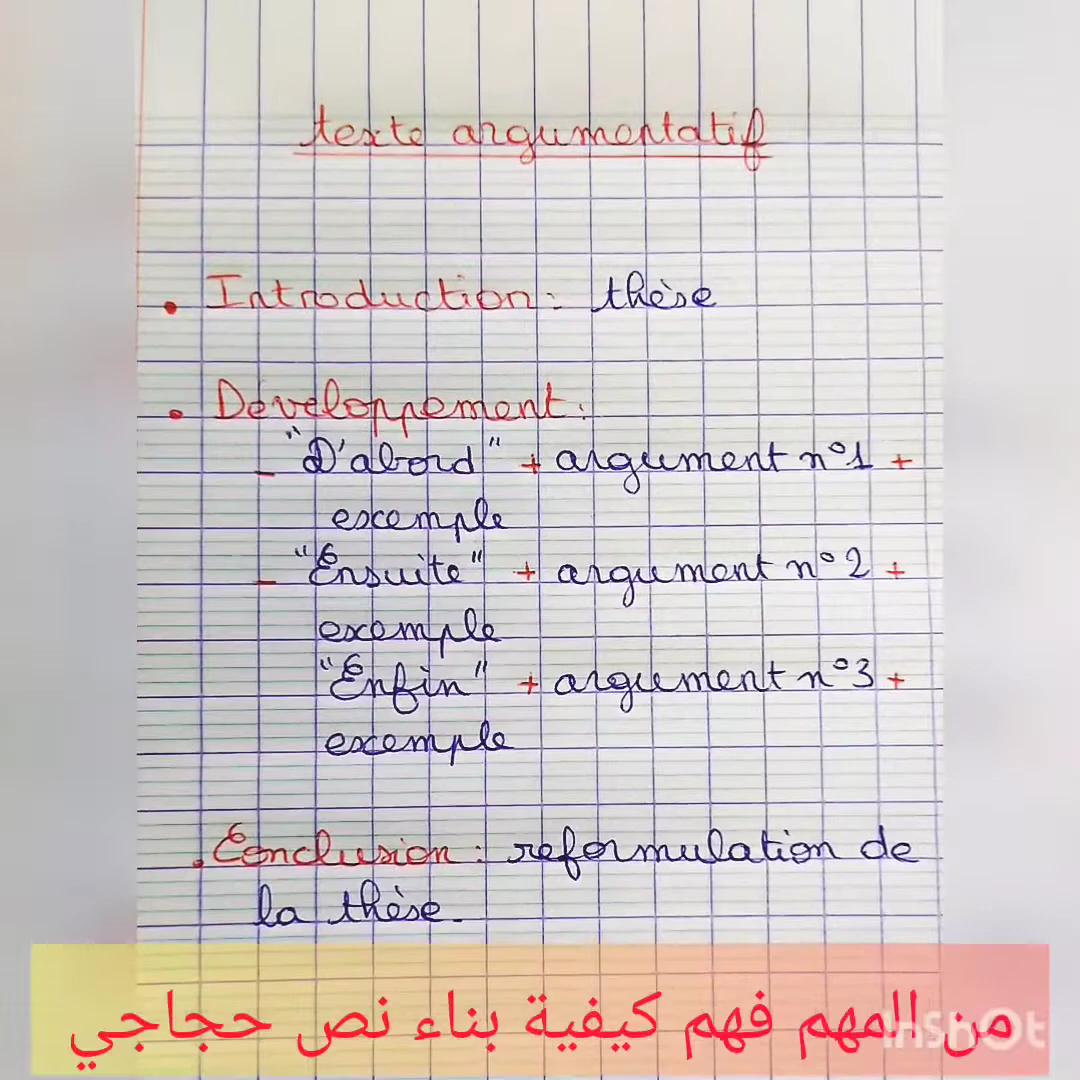 texte argumentatif
• Introduction : thèse
• Développement :
- "D'abord" + argument n°1 +
exemple
- "Ensuite" + argument n° 2 +
exemple
"Enfin" + argument n°3 +
exemple
. Conclusion : reformulation de
la thèse.
من المهم فهم كيفية بناء نص حجاجي
InShOt